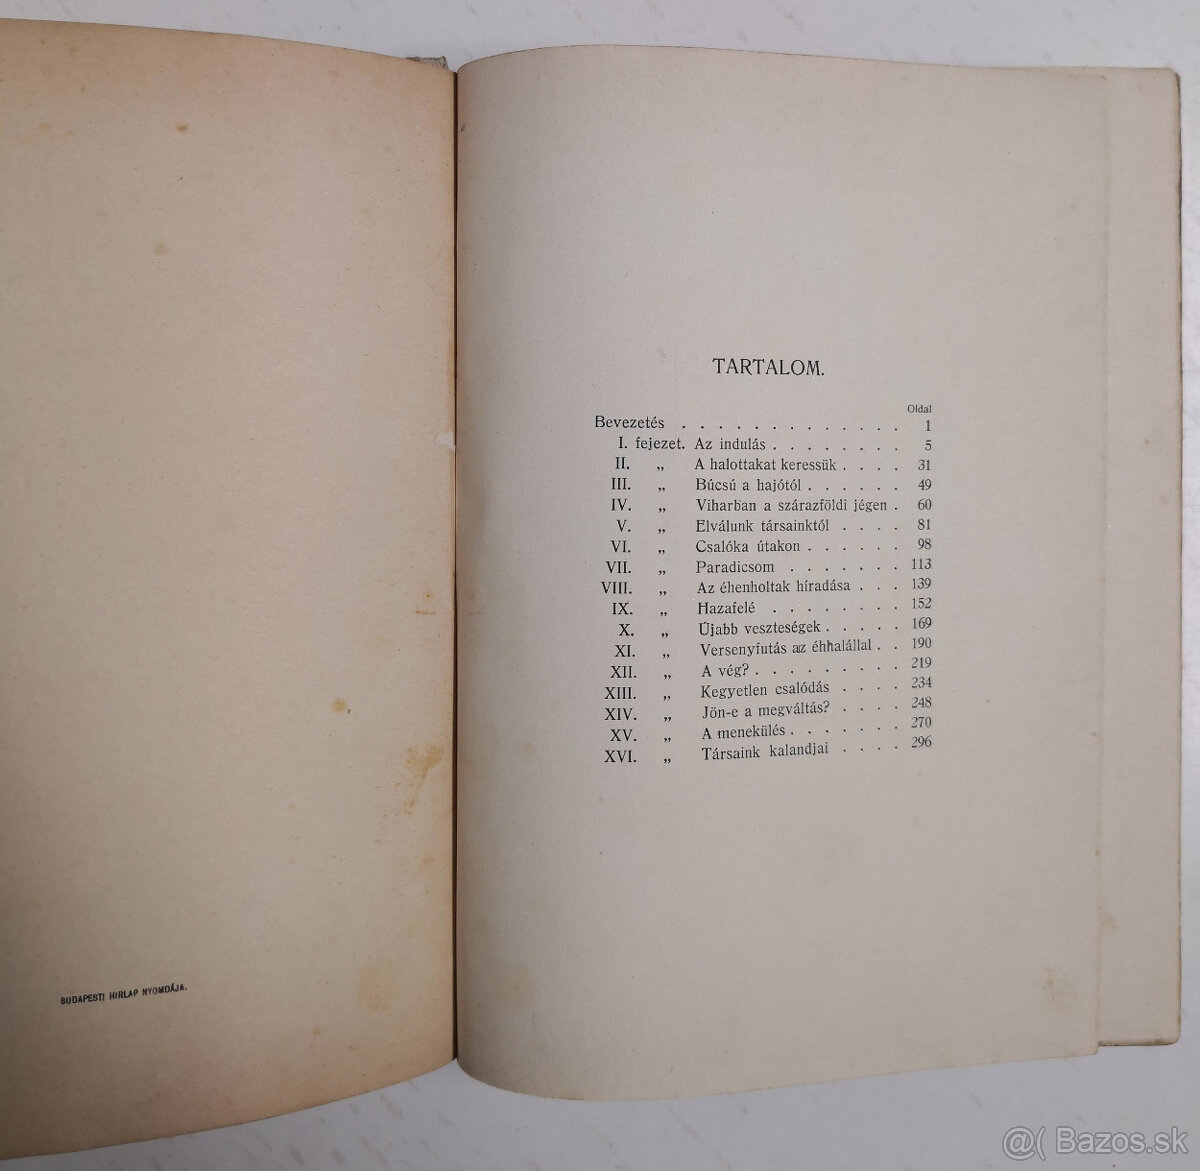 BUDAPESTI HIRLAP NYOMDÁJA.
TARTALOM.
Oldal
Bevezetés . . . . . . . . . . . . . 1
I. fejezet. Az indulás . . . . . . . . 5
II. „ A halottakat keressük . . . . 31
III. „ Búcsú a hajótól . . . . . . 49
IV. „ Viharban a szárazföldi jégen . 60
V. „ Elválunk társainktól . . . . 81
VI. „ Csalóka útakon . . . . . . 98
VII. „ Paradicsom . . . . . . . 113
VIII. „ Az éhenholtak híradása . . . 139
IX. „ Hazafelé . . . . . . . . 152
X. „ Újabb veszteségek . . . . . 169
XI. „ Versenyfutás az éhhalállal . . 190
XII. „ A vég? . . . . . . . . . 219
XIII. „ Kegyetlen csalódás . . . . 234
XIV. „ Jön-e a megváltás? . . . . 248
XV. „ A menekülés . . . . . . . 270
XVI. „ Társaink kalandjai . . . . 296
@( Bazos.sk